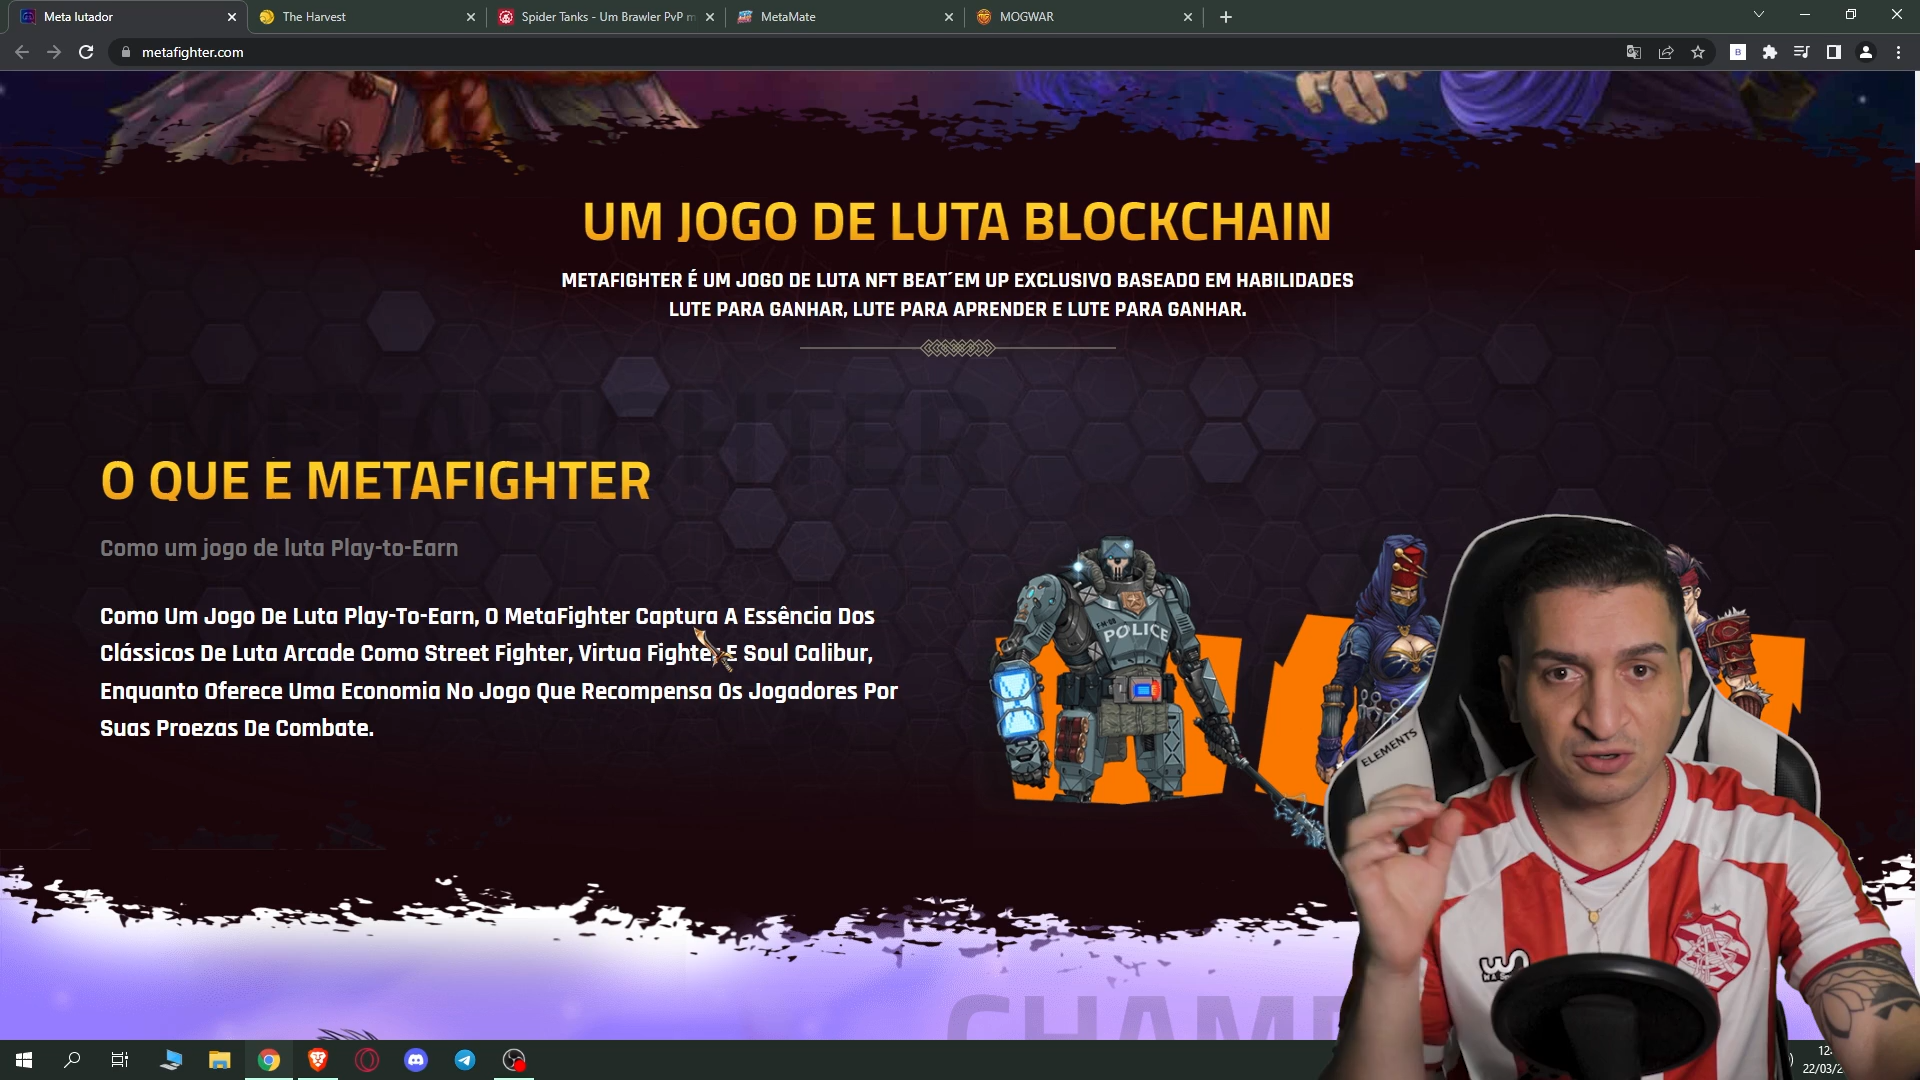 Meta lutador
The Harvest
Spider Tanks - Um Brawler PvP m
MetaMate
MOGWAR
metafighter.com
B
UM JOGO DE LUTA BLOCKCHAIN
METAFIGHTER É UM JOGO DE LUTA NFT BEAT´EM UP EXCLUSIVO BASEADO EM HABILIDADES
LUTE PARA GANHAR, LUTE PARA APRENDER E LUTE PARA GANHAR.
METAFIGHTER
O QUE E METAFIGHTER
Como um jogo de luta Play-to-Earn
Como Um Jogo De Luta Play-To-Earn, O MetaFighter Captura A Essência Dos
Clássicos De Luta Arcade Como Street Fighter, Virtua Fighter E Soul Calibur,
Enquanto Oferece Uma Economia No Jogo Que Recompensa Os Jogadores Por
Suas Proezas De Combate.
POLICE
ELEMENTS
CHAMP
12:
22/03/2